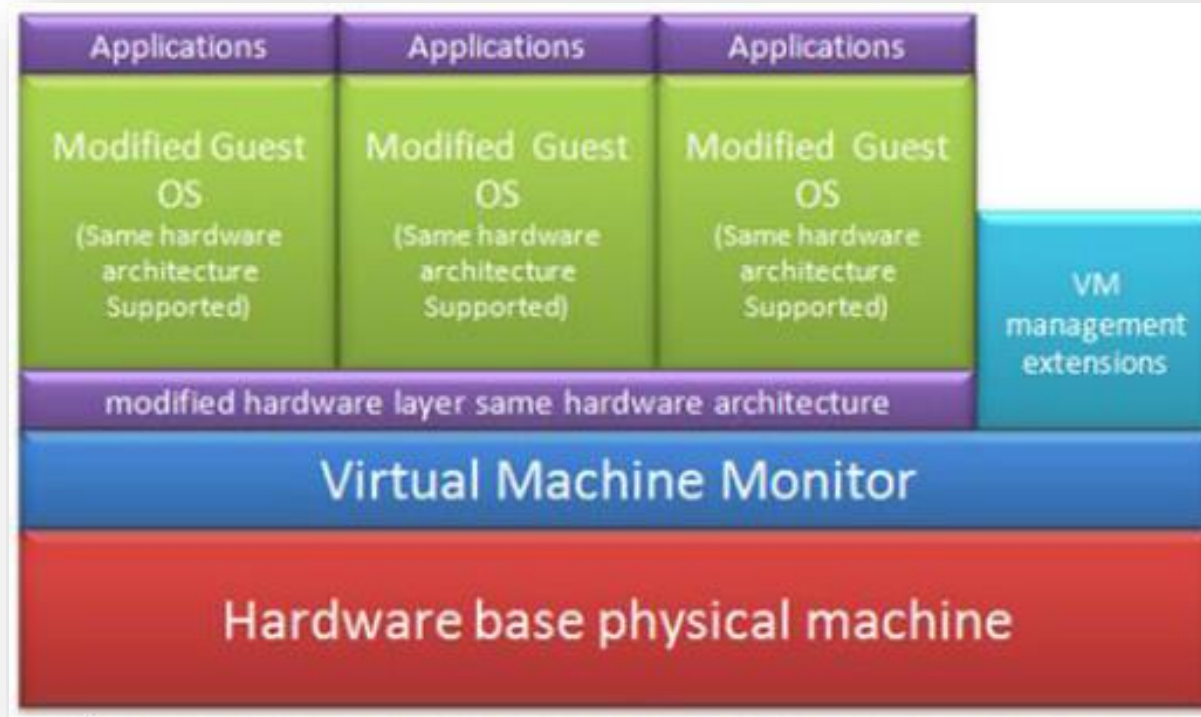 Applications
Applications
Applications
Modified Guest
OS
(Same hardware
architecture
Supported)
Modified Guest
OS
(Same hardware
architecture
Supported)
Modified Guest
OS
(Same hardware
architecture
Supported)
VM
management
extensions
modified hardware layer same hardware architecture
Virtual Machine Monitor
Hardware base physical machine